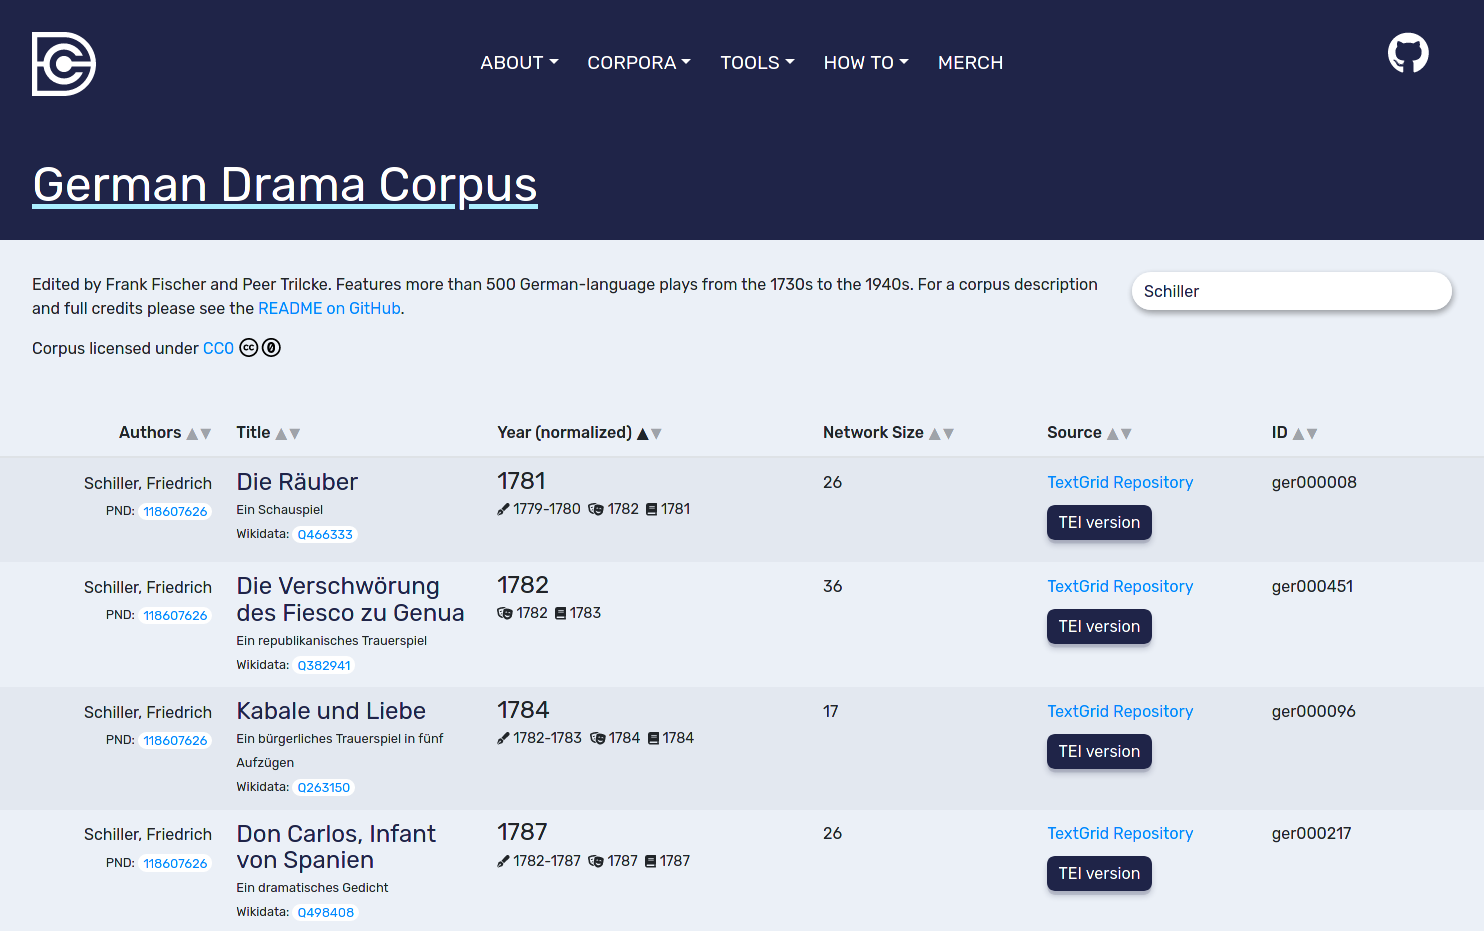 ABOUT CORPORA TOOLS HOW TO MERCH
German Drama Corpus
Edited by Frank Fischer and Peer Trilcke. Features more than 500 German-language plays from the 1730s to the 1940s. For a corpus description
and full credits please see the README on GitHub.
Schiller
Corpus licensed under CC0
Authors Title Year (normalized) Network Size Source ID
Schiller, Friedrich
PND: 118607626
Die Räuber
Ein Schauspiel
Wikidata: Q466333
1781
1779-1780 1782 1781
26
TextGrid Repository
TEI version
ger000008
Schiller, Friedrich
PND: 118607626
Die Verschwörung
des Fiesco zu Genua
Ein republikanisches Trauerspiel
Wikidata: Q382941
1782
1782 1783
36
TextGrid Repository
TEI version
ger000451
Schiller, Friedrich
PND: 118607626
Kabale und Liebe
Ein bürgerliches Trauerspiel in fünf
Aufzügen
Wikidata: Q263150
1784
1782-1783 1784 1784
17
TextGrid Repository
TEI version
ger000096
Schiller, Friedrich
PND: 118607626
Don Carlos, Infant
von Spanien
Ein dramatisches Gedicht
Wikidata: Q498408
1787
1782-1787 1787 1787
26
TextGrid Repository
TEI version
ger000217